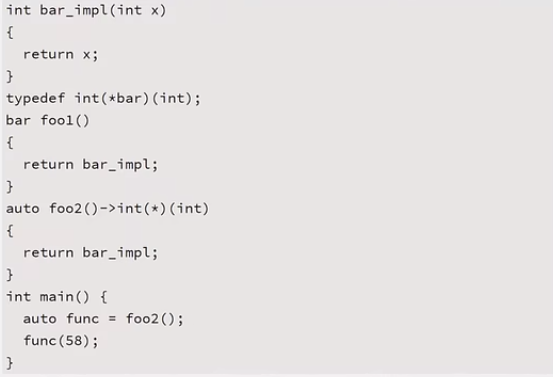 int bar_impl(int x)
{
  return x;
}
typedef int(*bar)(int);
bar foo1()
{
  return bar_impl;
}
auto foo2()->int(*)(int)
{
  return bar_impl;
}
int main() {
  auto func = foo2();
  func(58);
}